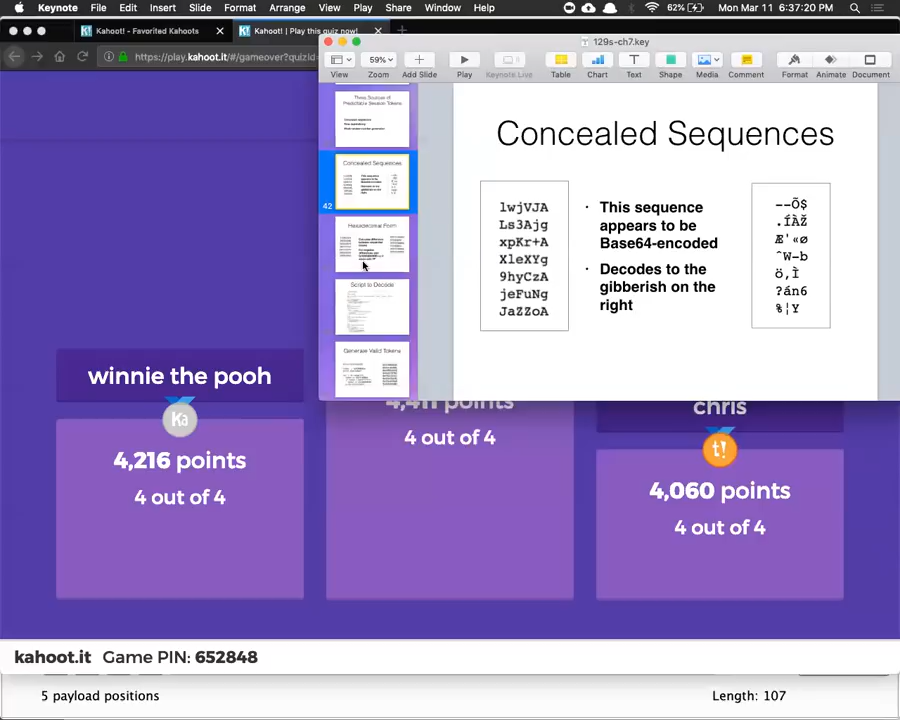 Keynote File Edit Insert Slide Format Arrange View Play Share Window Help 62% Mon Mar 11 6:37:20 PM
Kahoot! - Favorited Kahoots
Kahoot! | Play this quiz now!
https://play.kahoot.it/#/gameover?quizId=
129s-ch7.key
59%
View Zoom Add Slide Play Keynote Live Table Chart Text Shape Media Comment Format Animate Document
Three Sources of
Predictable Session Tokens
Concealed Sequences
42
Hexadecimal Form
Script to Decode
Generate Valid Tokens
Concealed Sequences
lwjVJA
Ls3Ajg
xpKr+A
XleXYg
9hyCzA
jeFuNg
JaZZoA
· This sequence
appears to be
Base64-encoded
· Decodes to the
gibberish on the
right
--Õ$
.ÍÀŽ
Æ'«ø
^W-b
ö‚Ì
?án6
%¦Y
winnie the pooh
4,216 points
4 out of 4
4,411 points
4 out of 4
chris
4,060 points
4 out of 4
kahoot.it Game PIN: 652848
5 payload positions
Length: 107